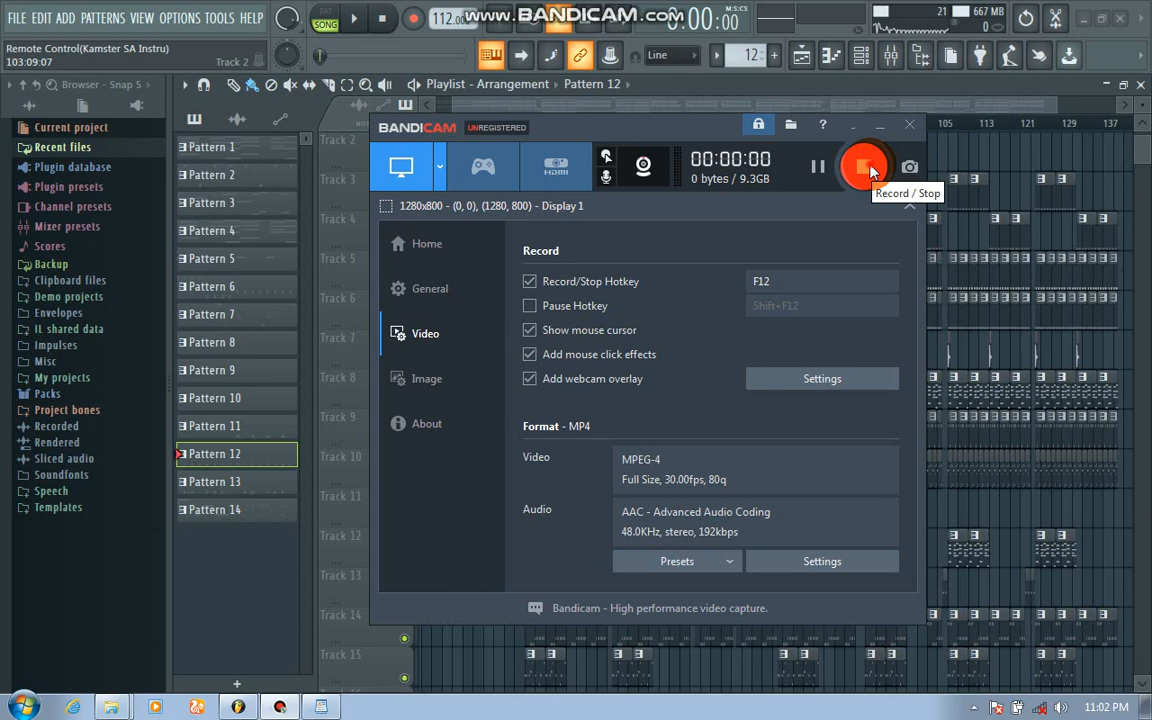 FILE EDIT ADD PATTERNS VIEW OPTIONS TOOLS HELP
PAT
SONG
112.00
www.BANDICAM.com
0:00:00
21
667 MB
0
Remote Control(Kamster SA Instru)
103:09:07
Track 2
Line
12
Browser - Snap 5
Playlist - Arrangement
Pattern 12
Current project
Recent files
Plugin database
Plugin presets
Channel presets
Mixer presets
Scores
Backup
Clipboard files
Demo projects
Envelopes
IL shared data
Impulses
Misc
My projects
Packs
Project bones
Recorded
Rendered
Sliced audio
Soundfonts
Speech
Templates
Pattern 1
Pattern 2
Pattern 3
Pattern 4
Pattern 5
Pattern 6
Pattern 7
Pattern 8
Pattern 9
Pattern 10
Pattern 11
Pattern 12
Pattern 13
Pattern 14
Track 2
Track 3
Track 4
Track 5
Track 6
Track 7
Track 8
Track 9
Track 10
Track 11
Track 12
Track 13
Track 14
Track 15
105 113 121 129 137
BANDICAM UNREGISTERED
HDMI
00:00:00
0 bytes / 9.3GB
Record / Stop
1280x800 - (0, 0), (1280, 800) - Display 1
Home
General
Video
Image
About
Record
Record/Stop Hotkey
F12
Pause Hotkey
Shift+F12
Show mouse cursor
Add mouse click effects
Add webcam overlay
Settings
Format - MP4
Video
MPEG-4
Full Size, 30.00fps, 80q
Audio
AAC - Advanced Audio Coding
48.0KHz, stereo, 192kbps
Presets
Settings
Bandicam - High performance video capture.
11:02 PM